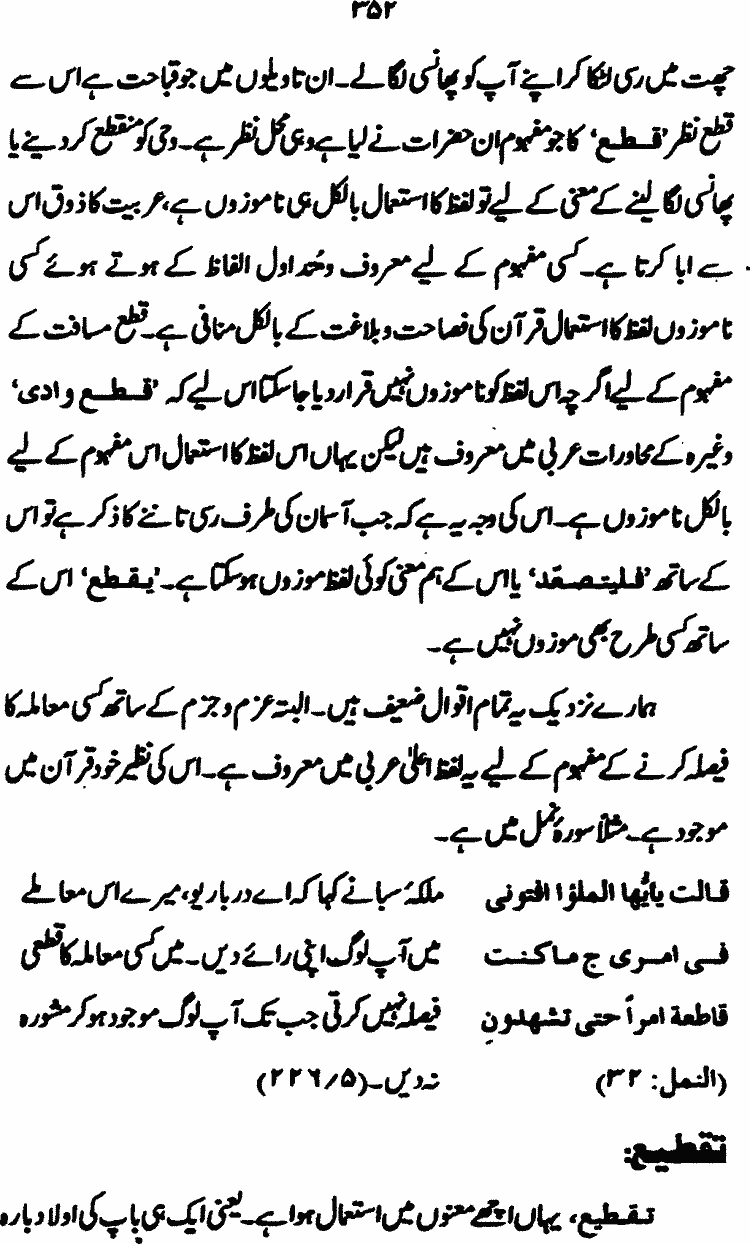 ۳۵۲
چھت میں رسی لٹکا کر اپنے آپ کو پھانسی لگا لے۔ ان تاویلوں میں جو قباحت ہے اس سے
قطع نظر ’قطع‘ کا جو مفہوم ان حضرات نے لیا ہے وہی محل نظر ہے۔ وحی کو منقطع کر دینے یا
پھانسی لگا لینے کے معنی کے لیے تو لفظ کا استعمال بالکل ہی ناموزوں ہے، عربیت کا ذوق اس
سے ابا کرتا ہے۔ کسی مفہوم کے لیے معروف و متداول الفاظ کے ہوتے ہوئے کسی
ناموزوں لفظ کا استعمال قرآن کی فصاحت و بلاغت کے بالکل منافی ہے۔ قطع مسافت کے
مفہوم کے لیے اگرچہ اس لفظ کو ناموزوں نہیں قرار دیا جا سکتا اس لیے کہ ’قطع وادی‘
وغیرہ کے محاورات عربی میں معروف ہیں لیکن یہاں اس لفظ کا استعمال اس مفہوم کے لیے
بالکل ناموزوں ہے۔ اس کی وجہ یہ ہے کہ جب آسمان کی طرف رسی تاننے کا ذکر ہے تو اس
کے ساتھ ’فلیتصعّد‘ یا اس کے ہم معنی کوئی لفظ موزوں ہو سکتا ہے۔ ’یقطع‘ اس کے
ساتھ کسی طرح بھی موزوں نہیں ہے۔
ہمارے نزدیک یہ تمام اقوال ضعیف ہیں۔ البتہ عزم و جزم کے ساتھ کسی معاملہ کا
فیصلہ کرنے کے مفہوم کے لیے یہ لفظ اعلیٰ عربی میں معروف ہے۔ اس کی نظیر خود قرآن میں
موجود ہے۔ مثلاً سورۂ نمل میں ہے۔
قالت یایُّها الملؤا افتونی ملکۂ سبا نے کہا کہ اے درباریو، میرے اس معاملے
فی امری ج ماکنت میں آپ لوگ اپنی رائے دیں۔ میں کسی معاملہ کا قطعی
قاطعة امراً حتی تشهدونِ فیصلہ نہیں کرتی جب تک آپ لوگ موجود ہو کر مشورہ
(النمل: ۳۲) نہ دیں۔ (۵/۲۲۶)
تقطیع:
تقطیع، یہاں اچھے معنوں میں استعمال ہوا ہے۔ یعنی ایک ہی باپ کی اولاد بارہ